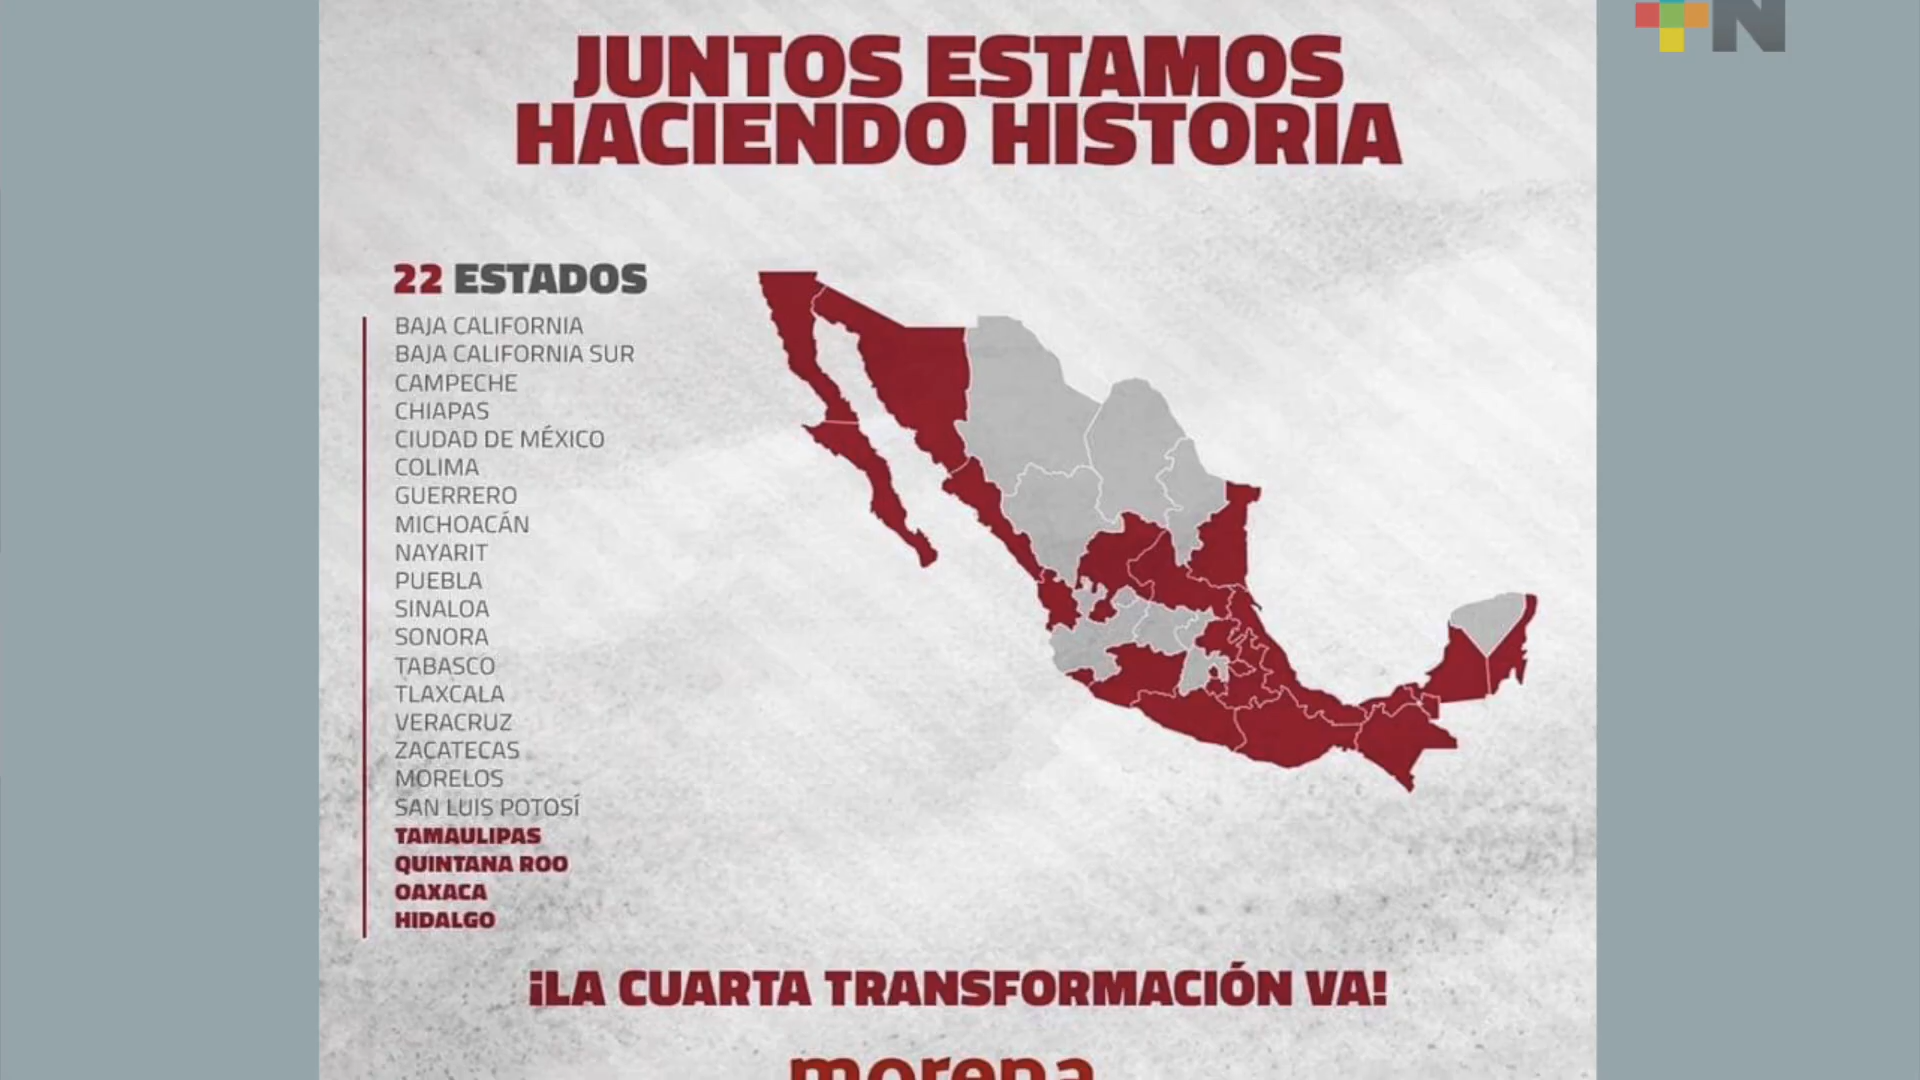 +N
JUNTOS ESTAMOS
HACIENDO HISTORIA
22 ESTADOS
BAJA CALIFORNIA
BAJA CALIFORNIA SUR
CAMPECHE
CHIAPAS
CIUDAD DE MÉXICO
COLIMA
GUERRERO
MICHOACÁN
NAYARIT
PUEBLA
SINALOA
SONORA
TABASCO
TLAXCALA
VERACRUZ
ZACATECAS
MORELOS
SAN LUIS POTOSÍ
TAMAULIPAS
QUINTANA ROO
OAXACA
HIDALGO
¡LA CUARTA TRANSFORMACIÓN VA!
morena